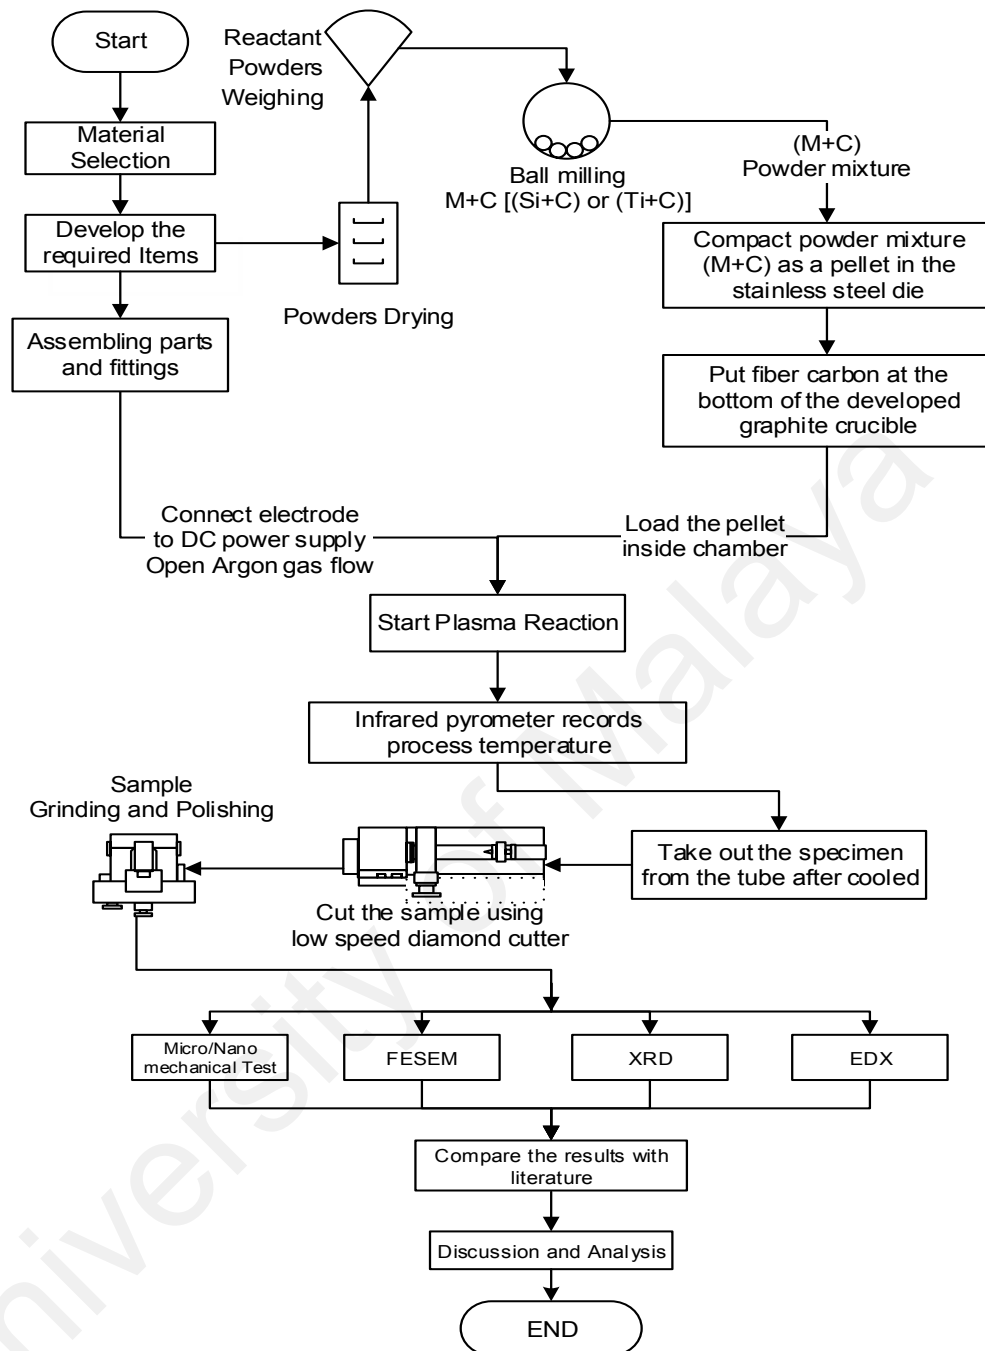 Start
Reactant
Powders
Weighing
Material
Selection
Ball milling
M+C [(Si+C) or (Ti+C)]
(M+C)
Powder mixture
Develop the
required Items
Powders Drying
Compact powder mixture
(M+C) as a pellet in the
stainless steel die
Assembling parts
and fittings
Put fiber carbon at the
bottom of the developed
graphite crucible
Connect electrode
to DC power supply
Open Argon gas flow
Load the pellet
inside chamber
Start Plasma Reaction
Infrared pyrometer records
process temperature
Sample
Grinding and Polishing
Take out the specimen
from the tube after cooled
Cut the sample using
low speed diamond cutter
Micro/Nano
mechanical Test
FESEM
XRD
EDX
Compare the results with
literature
Discussion and Analysis
END
niversity of Malaya